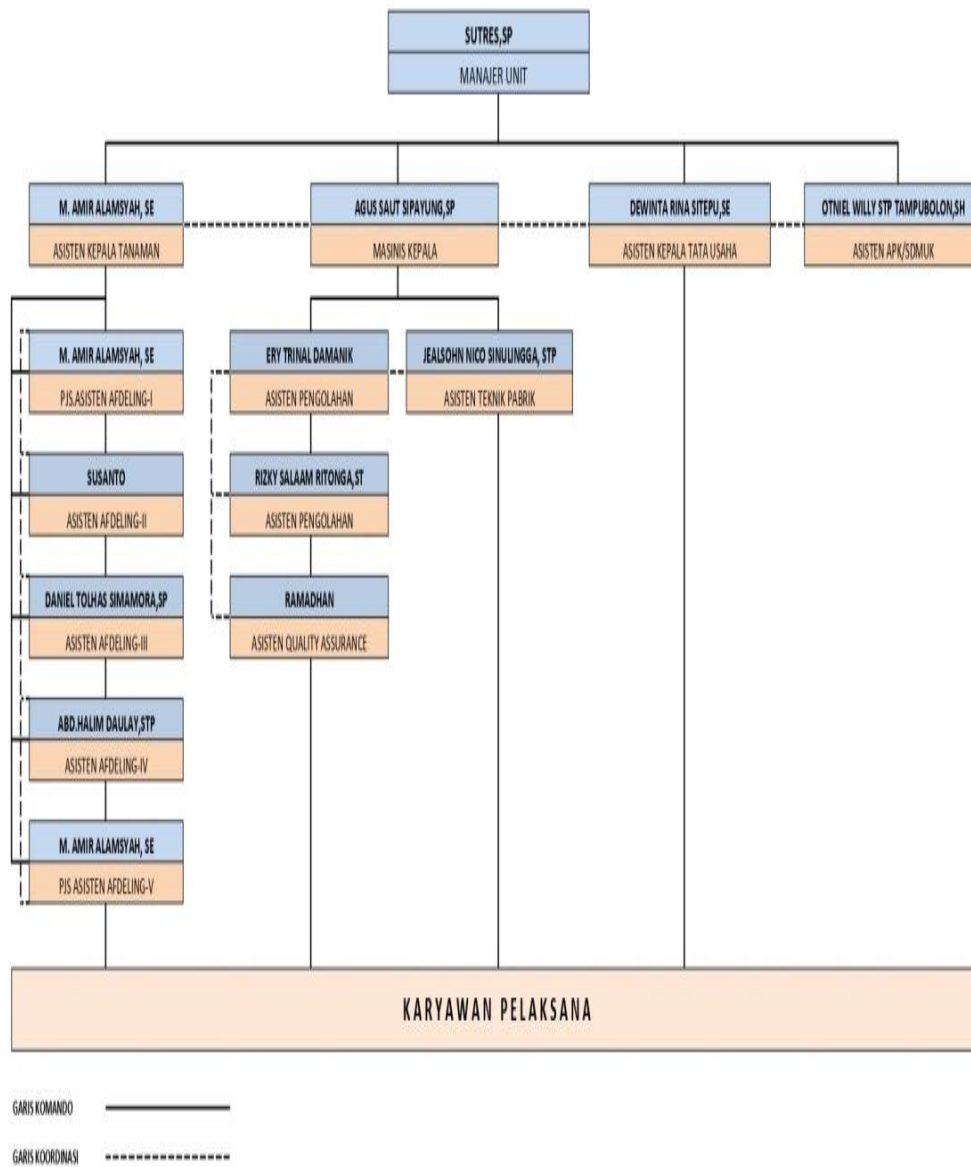 SUTRES,SP
MANAJER UNIT
M. AMIR ALAMSYAH, SE
ASISTEN KEPALA TANAMAN
AGUS SAUT SIPAYUNG,SP
MASINIS KEPALA
DEWINTA RINA SITEPU,SE
ASISTEN KEPALA TATA USAHA
OTNIEL WILLY STP TAMPUBOLON,SH
ASISTEN APK/SDMUK
M. AMIR ALAMSYAH, SE
PJS.ASISTEN AFDELING-I
ERY TRINAL DAMANIK
ASISTEN PENGOLAHAN
JEALSOHN NICO SINULINGGA, STP
ASISTEN TEKNIK PABRIK
SUSANTO
ASISTEN AFDELING-II
RIZKY SALAAM RITONGA,ST
ASISTEN PENGOLAHAN
DANIEL TOLHAS SIMAMORA,SP
ASISTEN AFDELING-III
RAMADHAN
ASISTEN QUALITY ASSURANCE
ABD.HALIM DAULAY,STP
ASISTEN AFDELING-IV
M. AMIR ALAMSYAH, SE
PJS ASISTEN AFDELING-V
KARYAWAN PELAKSANA
GARIS KOMANDO
GARIS KOORDINASI